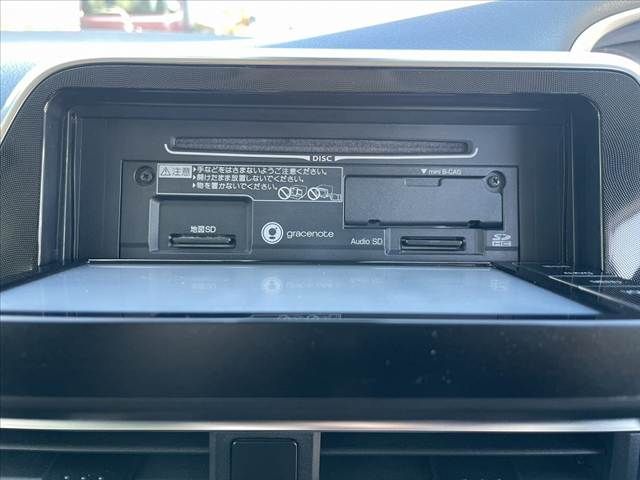 DISC
⚠注意
▶手などをはさまないようご注意ください。
▶開けたまま放置しないでください。
▶物を置かないでください。
▼ mini B-CAS
地図SD
gracenote
Audio SD
SD
HC